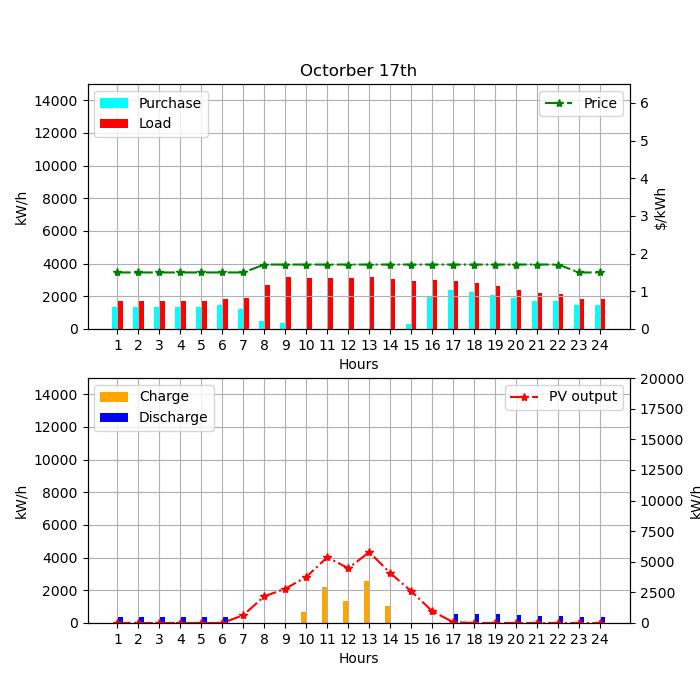 Octorber 17th
Purchase
Load
Price
14000
12000
10000
8000
6000
4000
2000
0
kW/h
6
5
4
3
2
1
0
$/kWh
1 2 3 4 5 6 7 8 9 10 11 12 13 14 15 16 17 18 19 20 21 22 23 24
Hours
Charge
Discharge
PV output
14000
12000
10000
8000
6000
4000
2000
0
kW/h
20000
17500
15000
12500
10000
7500
5000
2500
0
kW/h
1 2 3 4 5 6 7 8 9 10 11 12 13 14 15 16 17 18 19 20 21 22 23 24
Hours